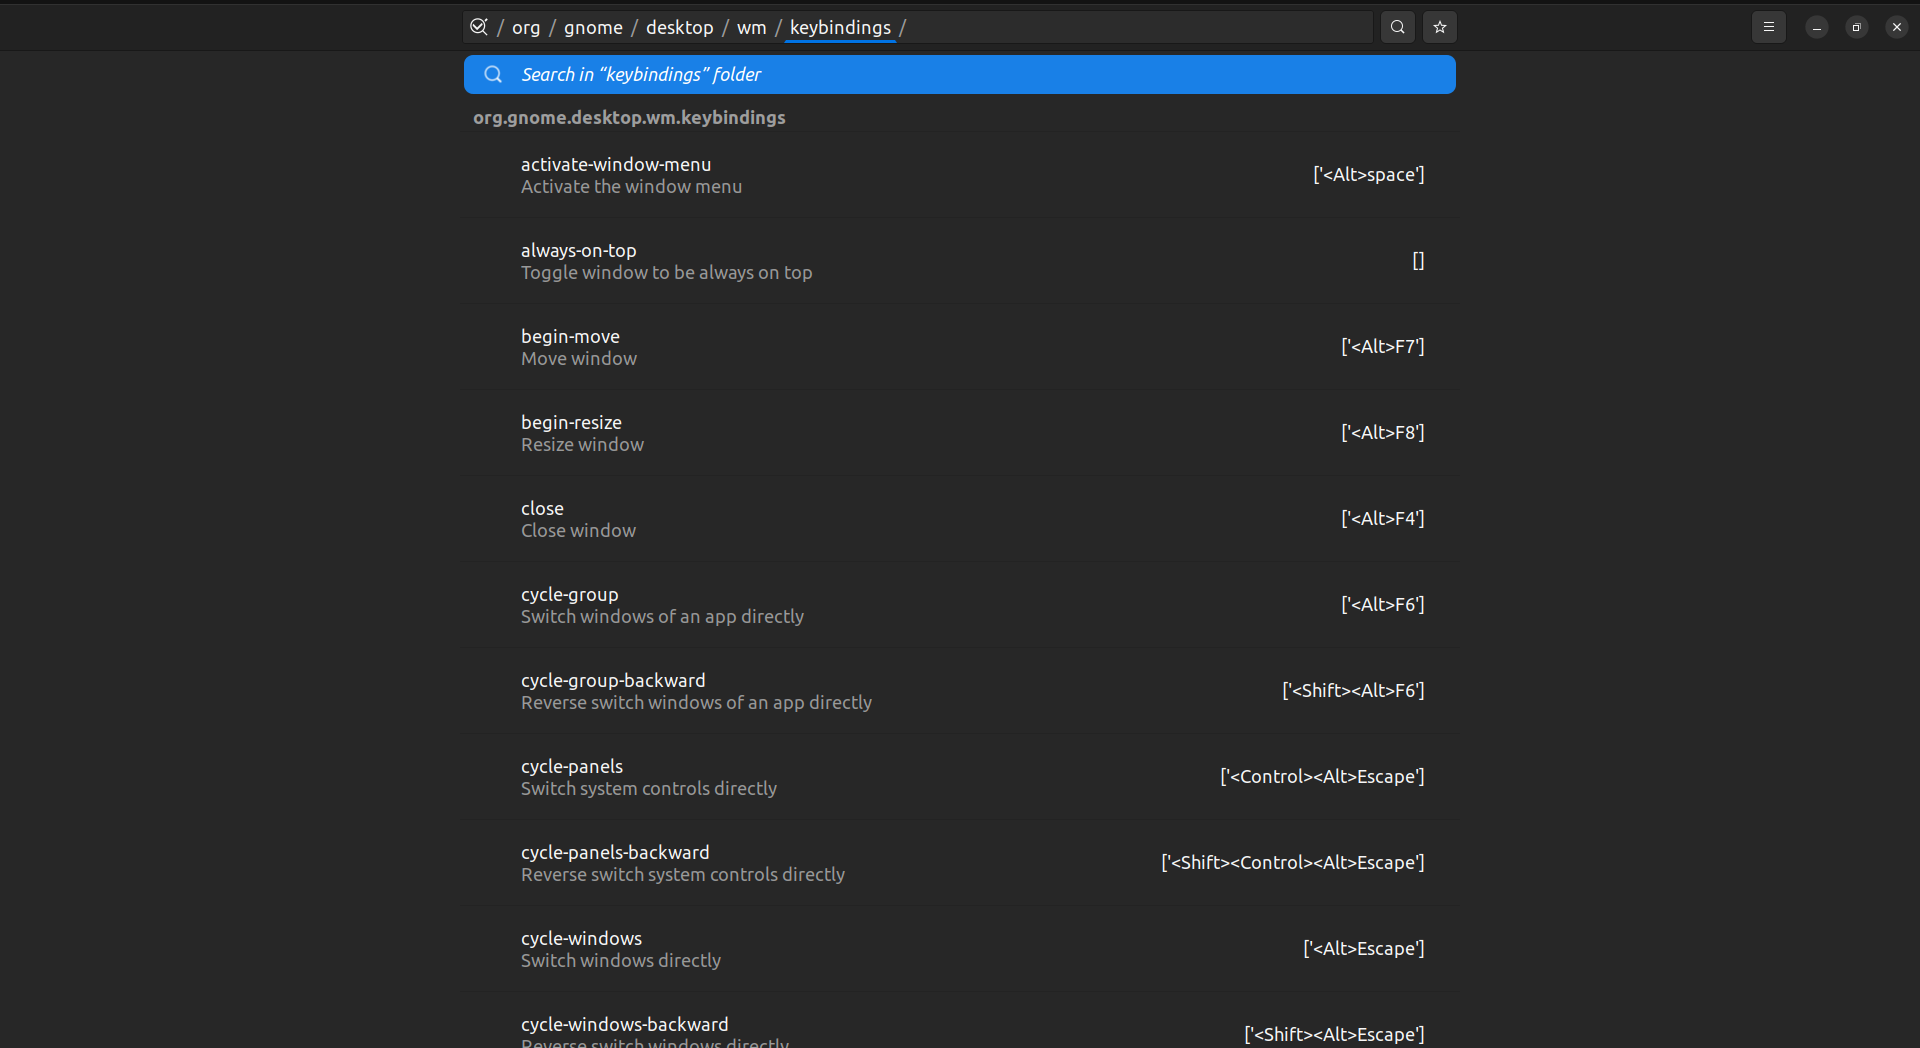 / org / gnome / desktop / wm / keybindings /
Search in “keybindings” folder
org.gnome.desktop.wm.keybindings
activate-window-menu
Activate the window menu
['<Alt>space']
always-on-top
Toggle window to be always on top
[]
begin-move
Move window
['<Alt>F7']
begin-resize
Resize window
['<Alt>F8']
close
Close window
['<Alt>F4']
cycle-group
Switch windows of an app directly
['<Alt>F6']
cycle-group-backward
Reverse switch windows of an app directly
['<Shift><Alt>F6']
cycle-panels
Switch system controls directly
['<Control><Alt>Escape']
cycle-panels-backward
Reverse switch system controls directly
['<Shift><Control><Alt>Escape']
cycle-windows
Switch windows directly
['<Alt>Escape']
cycle-windows-backward
Reverse switch windows directly
['<Shift><Alt>Escape']